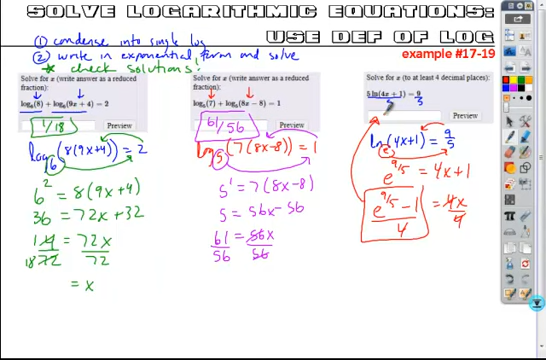 SOLVE LOGARITHMIC EQUATIONS:
USE DEF OF LOG
① condense into single log
② write in exponential form and solve
* check solutions!
example #17-19
Solve for x (write answer as a reduced
fraction):
log₆(8) + log₆(9x + 4) = 2
1/18
Preview
log₆(8(9x+4)) = 2
6² = 8(9x+4)
36 = 72x + 32
1 4 = 72x
18 72 72
= x
Solve for x (write answer as a reduced
fraction):
log₅(7) + log₅(8x − 8) = 1
61/56
Preview
log₅(7(8x-8)) = 1
5¹ = 7(8x-8)
5 = 56x - 56
61 = 56x
56 56
Solve for x (to at least 4 decimal places):
5 ln(4x + 1) = 9
5 5
Preview
ln_e(4x+1) = 9/5
e^9/5 = 4x + 1
e^9/5 - 1 = 4x
4 4